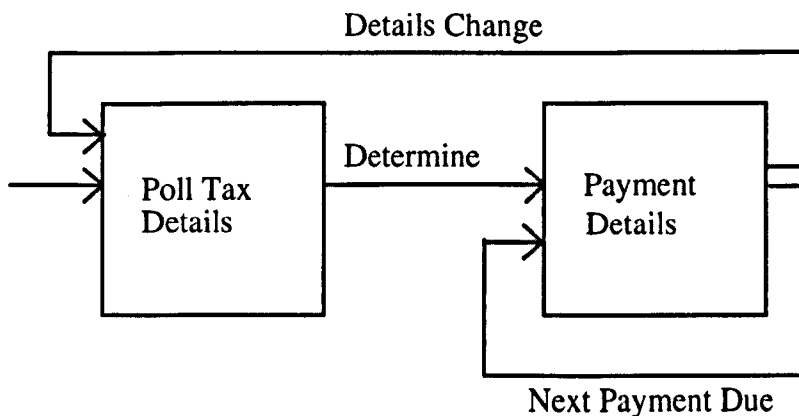 Details Change
Determine
Poll Tax
Details
Payment
Details
Next Payment Due